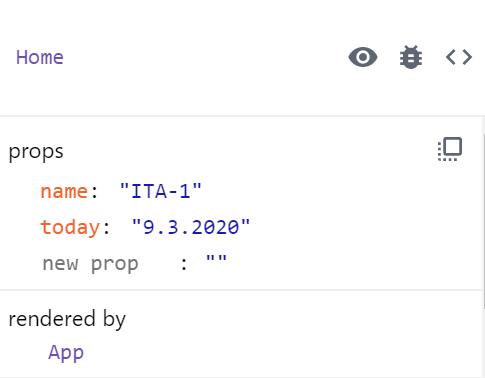 Home
props
name: "ITA-1"
today: "9.3.2020"
new prop : ""
rendered by
App